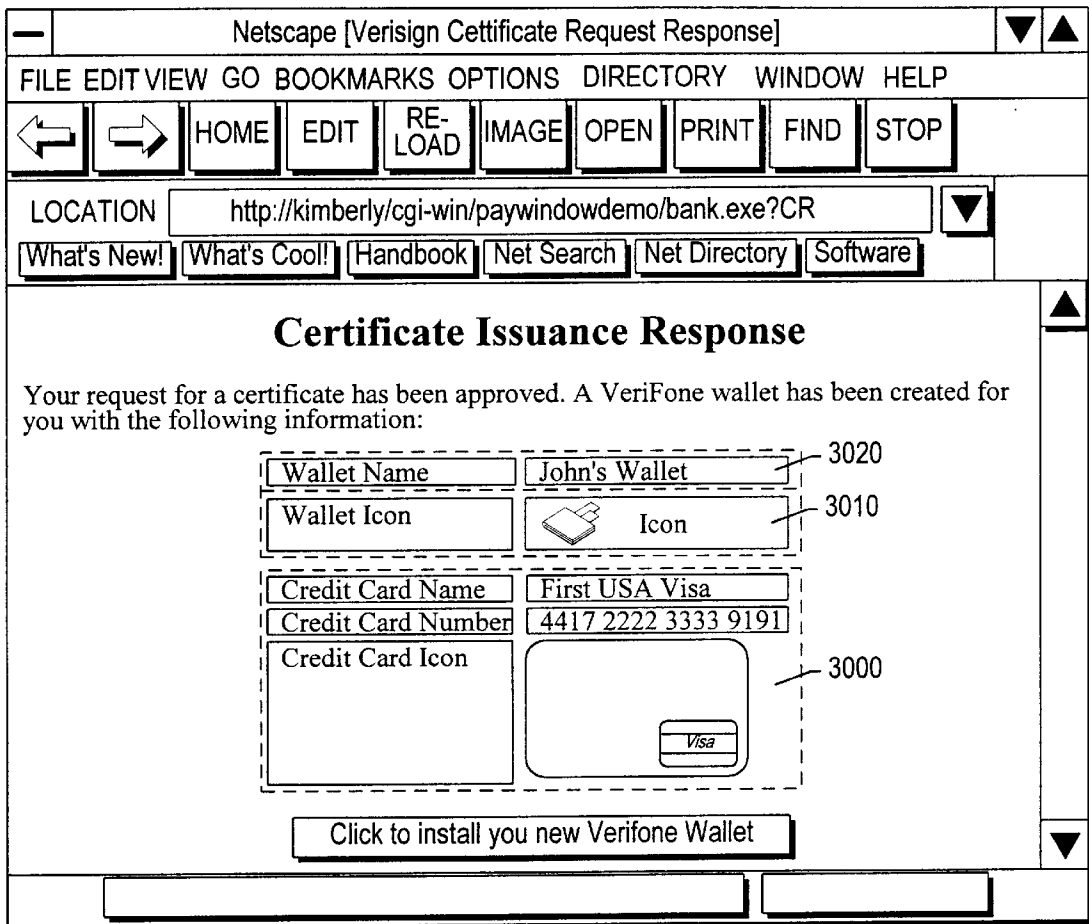 Netscape [Verisign Cettificate Request Response]
FILE EDIT VIEW GO BOOKMARKS OPTIONS DIRECTORY WINDOW HELP
HOME EDIT RE-LOAD IMAGE OPEN PRINT FIND STOP
LOCATION http://kimberly/cgi-win/paywindowdemo/bank.exe?CR
What's New! What's Cool! Handbook Net Search Net Directory Software
Certificate Issuance Response
Your request for a certificate has been approved. A VeriFone wallet has been created for
you with the following information:
Wallet Name John's Wallet 3020
Wallet Icon Icon 3010
Credit Card Name First USA Visa
Credit Card Number 4417 2222 3333 9191
Credit Card Icon 3000
Visa
Click to install you new Verifone Wallet